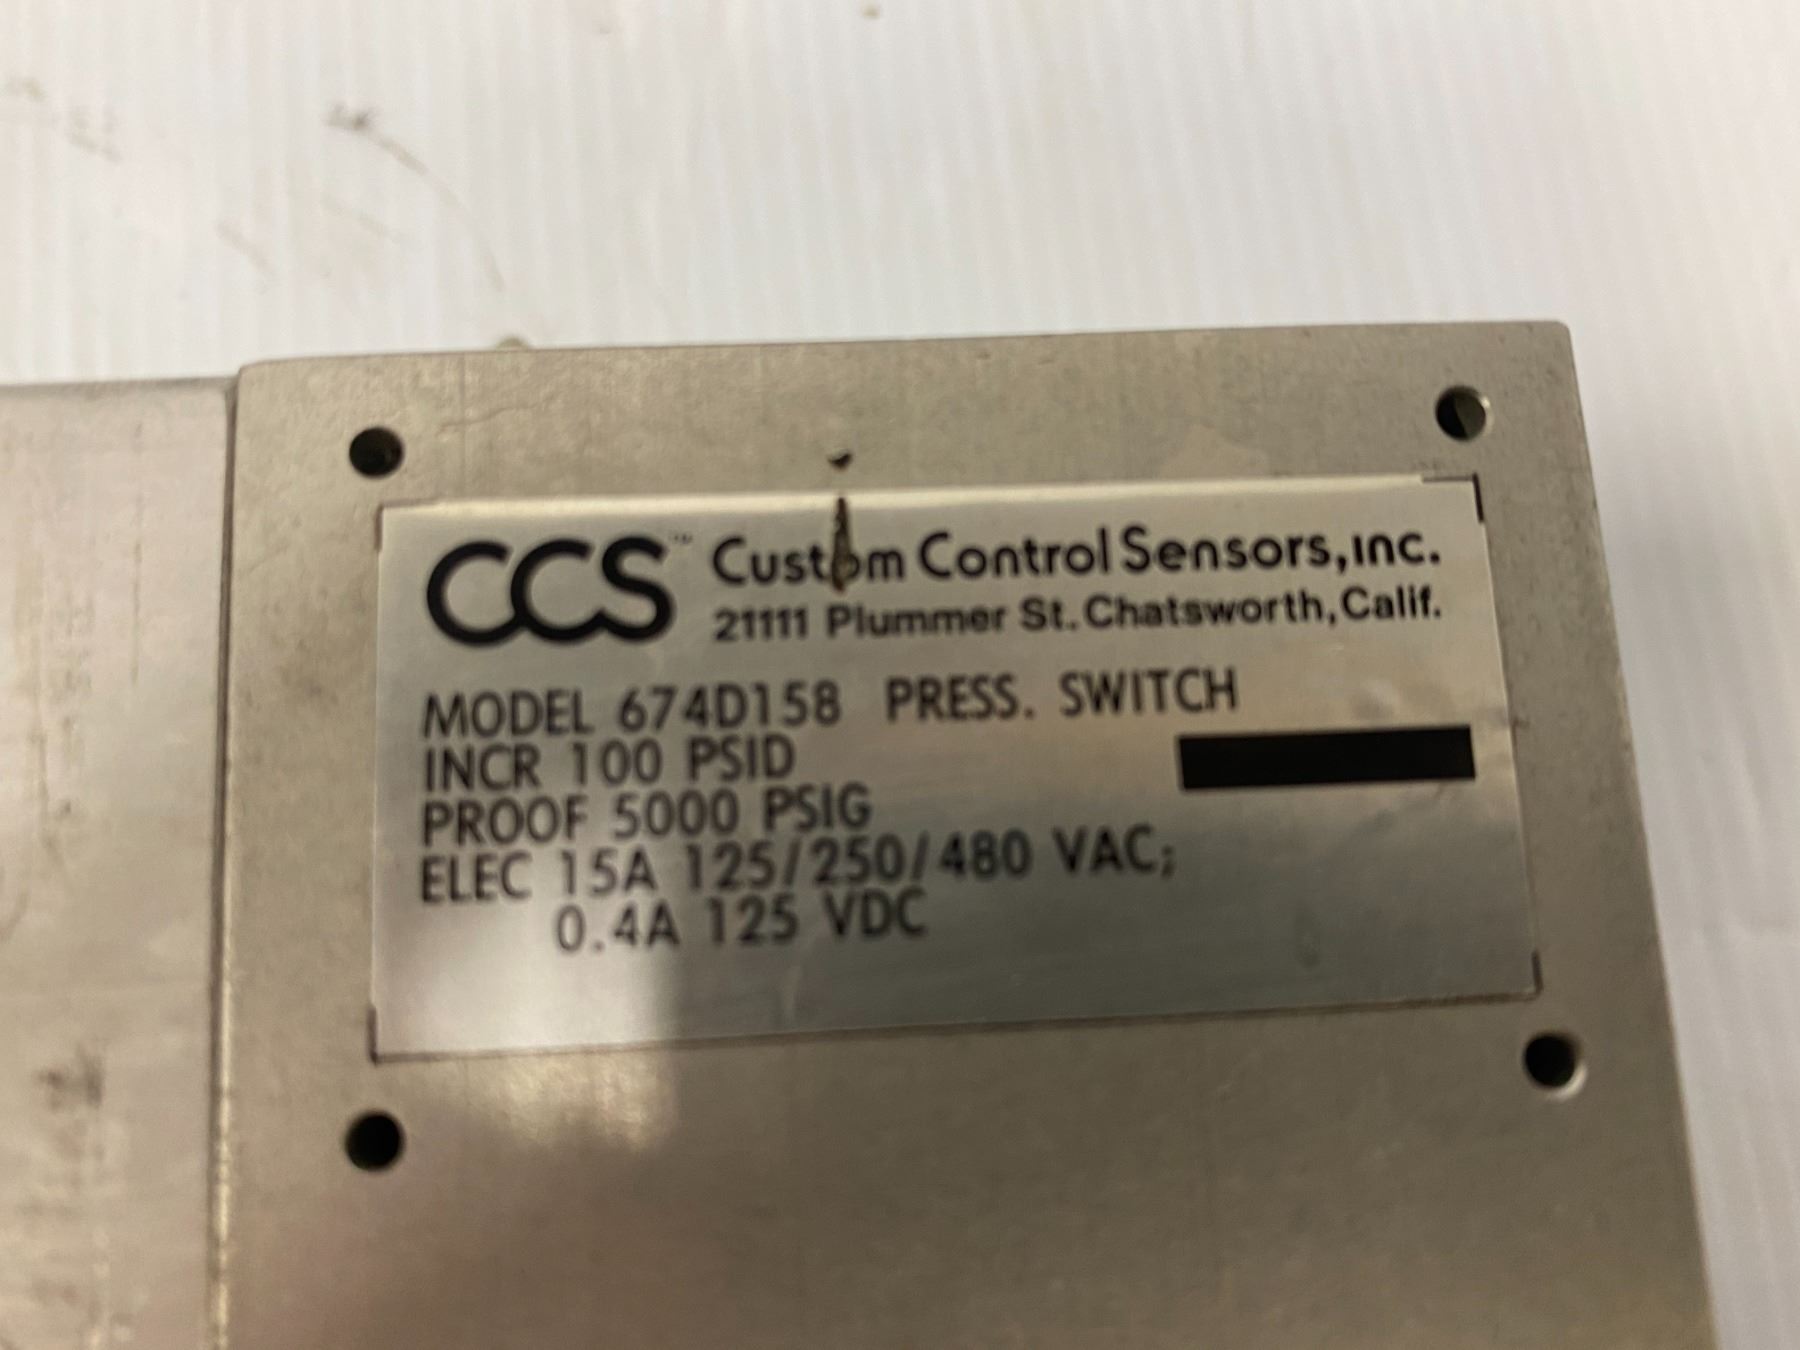 CCS™ Custom Control Sensors, inc.
21111 Plummer St. Chatsworth, Calif.
MODEL 674D158 PRESS. SWITCH
INCR 100 PSID
PROOF 5000 PSIG
ELEC 15A 125/250/480 VAC;
0.4A 125 VDC